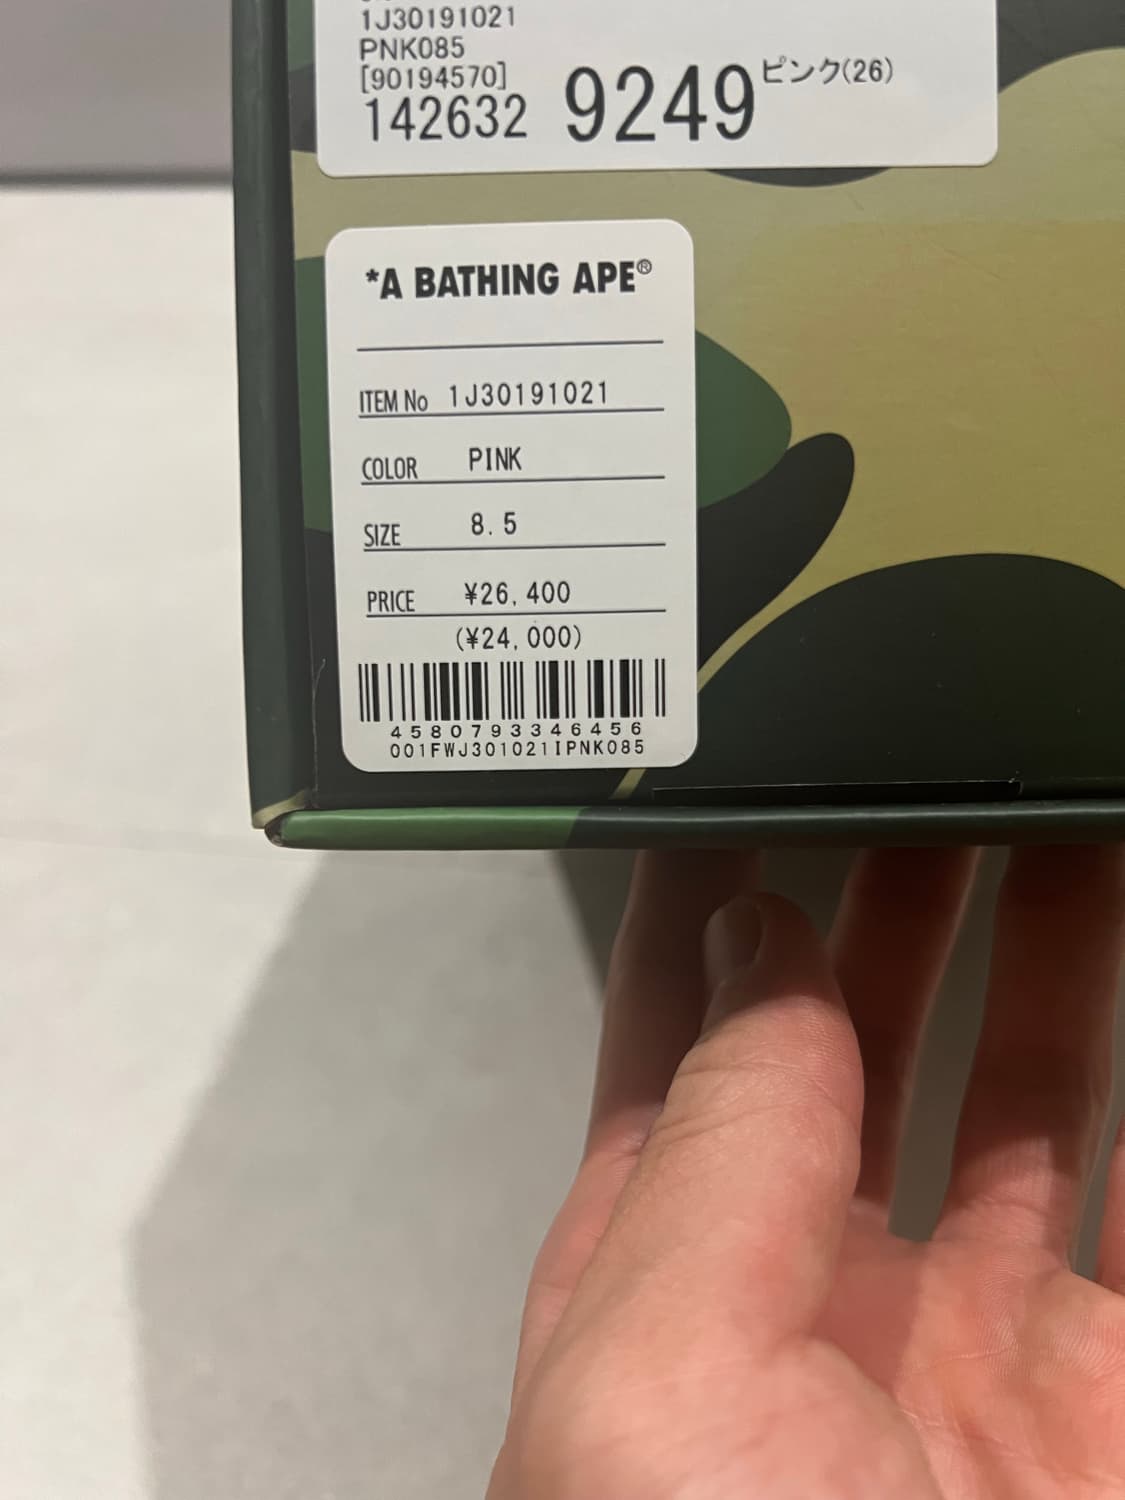 1J30191021
PNK085
[90194570]
142632 9249 ピンク(26)
*A BATHING APE®
ITEM No 1J30191021
COLOR PINK
SIZE 8.5
PRICE ¥26,400
(¥24,000)
4580793346456
001FWJ301021IPNK085